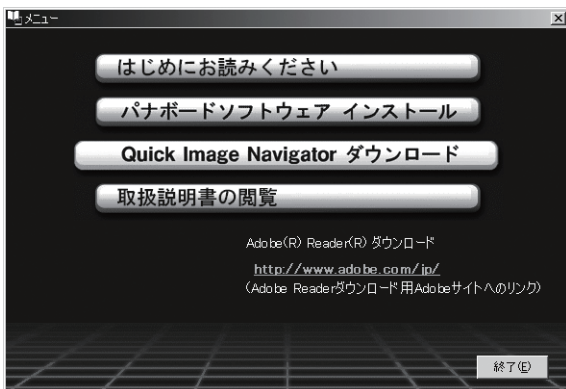 メニュー
はじめにお読みください
パナボードソフトウェア インストール
Quick Image Navigator ダウンロード
取扱説明書の閲覧
Adobe(R) Reader(R) ダウンロード
http://www.adobe.com/jp/
(Adobe Readerダウンロード用Adobeサイトへのリンク)
終了(E)